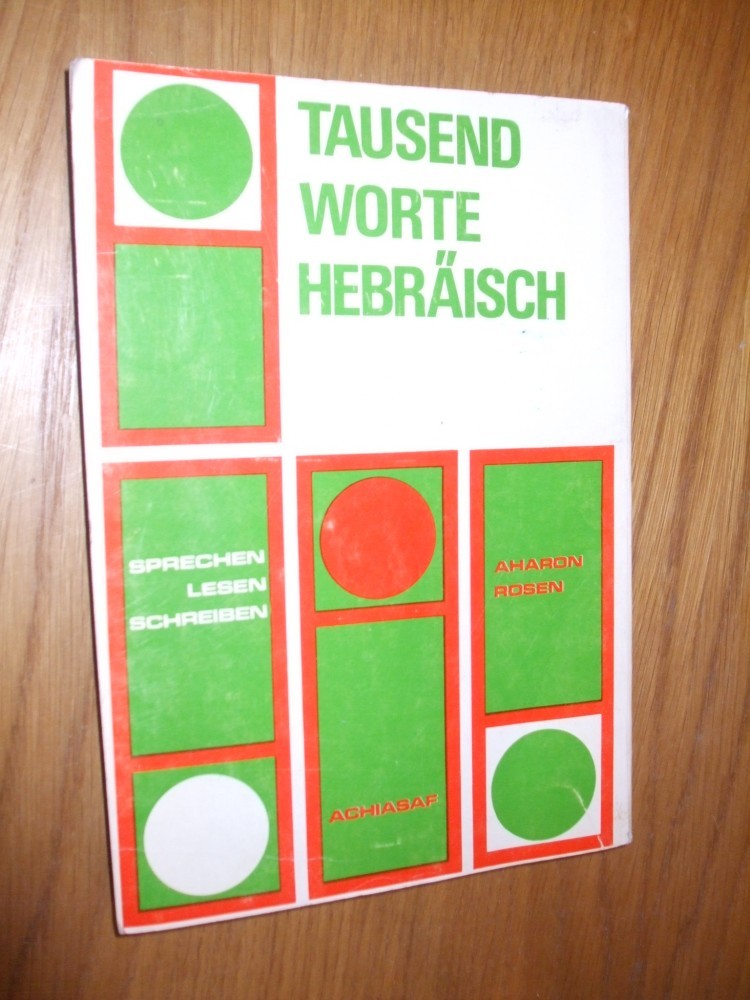 TAUSEND
WORTE
HEBRÄISCH
SPRECHEN
LESEN
SCHREIBEN
AHARON
ROSEN
ACHIASAF